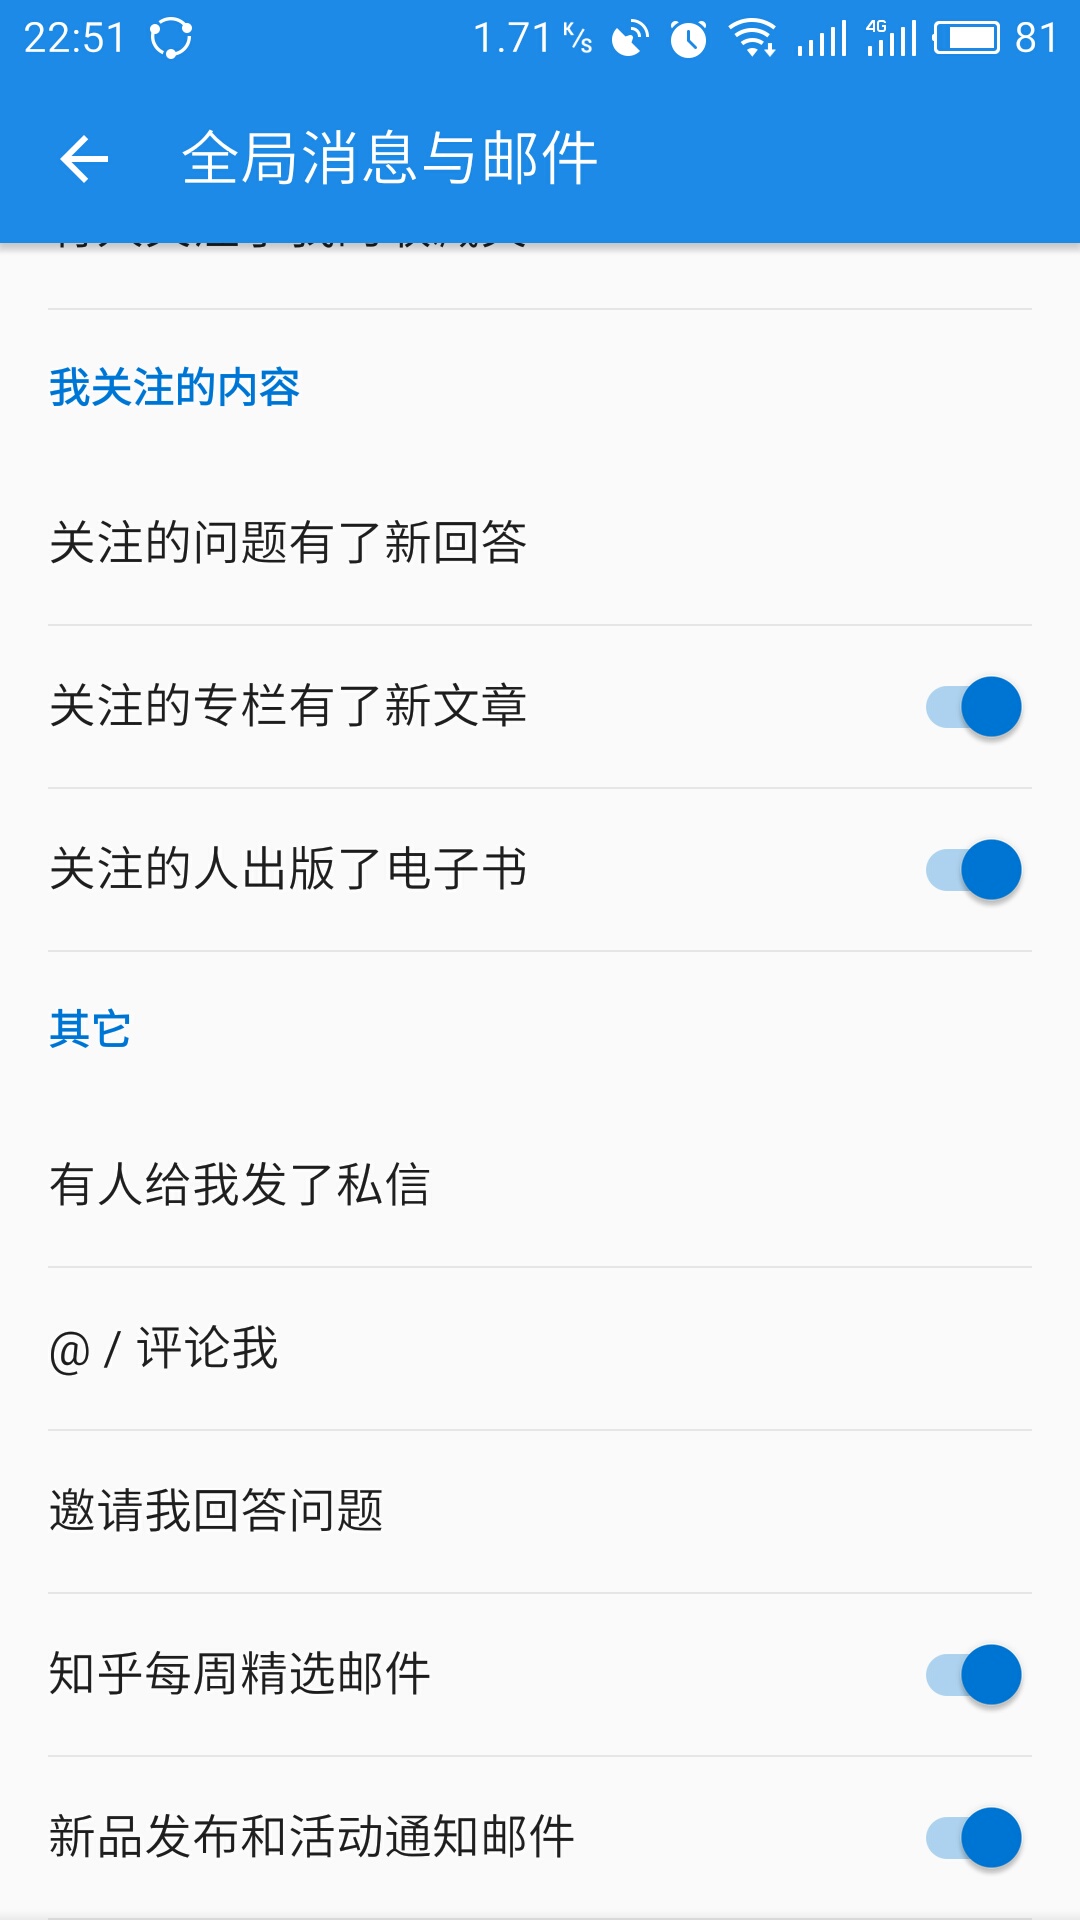 22:51 1.71 K/s 4G 81
全局消息与邮件
我关注的内容
关注的问题有了新回答
关注的专栏有了新文章
关注的人出版了电子书
其它
有人给我发了私信
@ / 评论我
邀请我回答问题
知乎每周精选邮件
新品发布和活动通知邮件